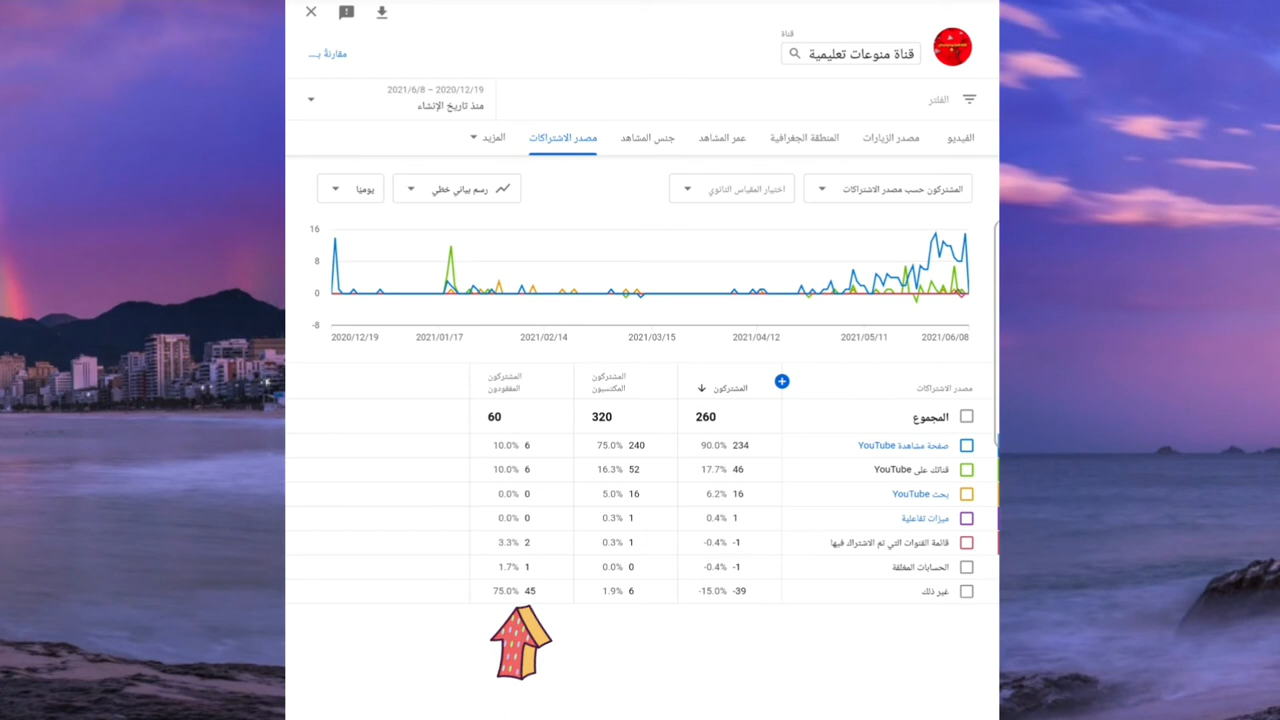 قناة
قناة منوعات تعليمية
مقارنةً بـ...
الفلتر
2020/12/19 – 2021/6/8
منذ تاريخ الإنشاء
الفيديو
مصدر الزيارات
المنطقة الجغرافية
عمر المشاهد
جنس المشاهد
مصدر الاشتراكات
المزيد
المشتركون حسب مصدر الاشتراكات
اختيار المقياس الثانوي
رسم بياني خطي
يوميًا
16
8
0
-8
2020/12/19 2021/01/17 2021/02/14 2021/03/15 2021/04/12 2021/05/11 2021/06/08
مصدر الاشتراكات
المشتركون
المشتركون
المكتسبون
المشتركون
المفقودون
المجموع 260 320 60
صفحة مشاهدة YouTube 234 90.0% 240 75.0% 6 10.0%
قناتك على YouTube 46 17.7% 52 16.3% 6 10.0%
بحث YouTube 16 6.2% 16 5.0% 0 0.0%
ميزات تفاعلية 1 0.4% 1 0.3% 0 0.0%
قائمة القنوات التي تم الاشتراك فيها -1 -0.4% 1 0.3% 2 3.3%
الحسابات المغلقة -1 -0.4% 0 0.0% 1 1.7%
غير ذلك -39 -15.0% 6 1.9% 45 75.0%